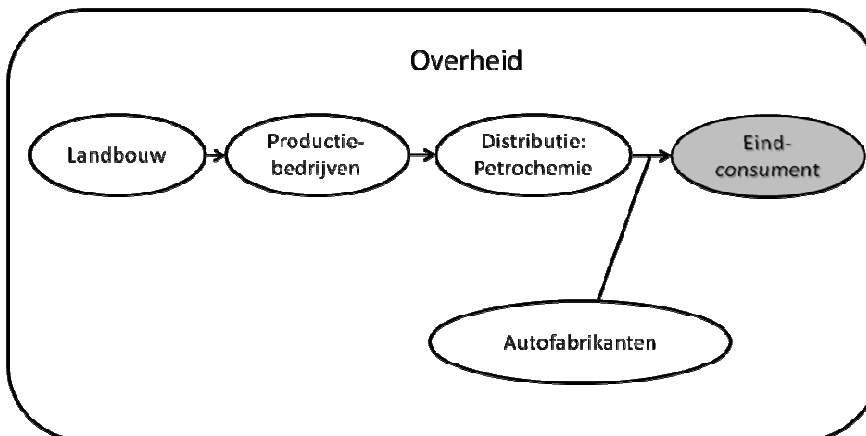 Overheid
Landbouw
Productie-
bedrijven
Distributie:
Petrochemie
Eind-
consument
Autofabrikanten